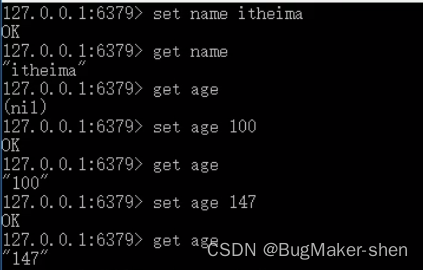 127.0.0.1:6379> set name itheima
OK
127.0.0.1:6379> get name
"itheima"
127.0.0.1:6379> get age
(nil)
127.0.0.1:6379> set age 100
OK
127.0.0.1:6379> get age
"100"
127.0.0.1:6379> set age 147
OK
127.0.0.1:6379> get age
"147"
CSDN @BugMaker-shen